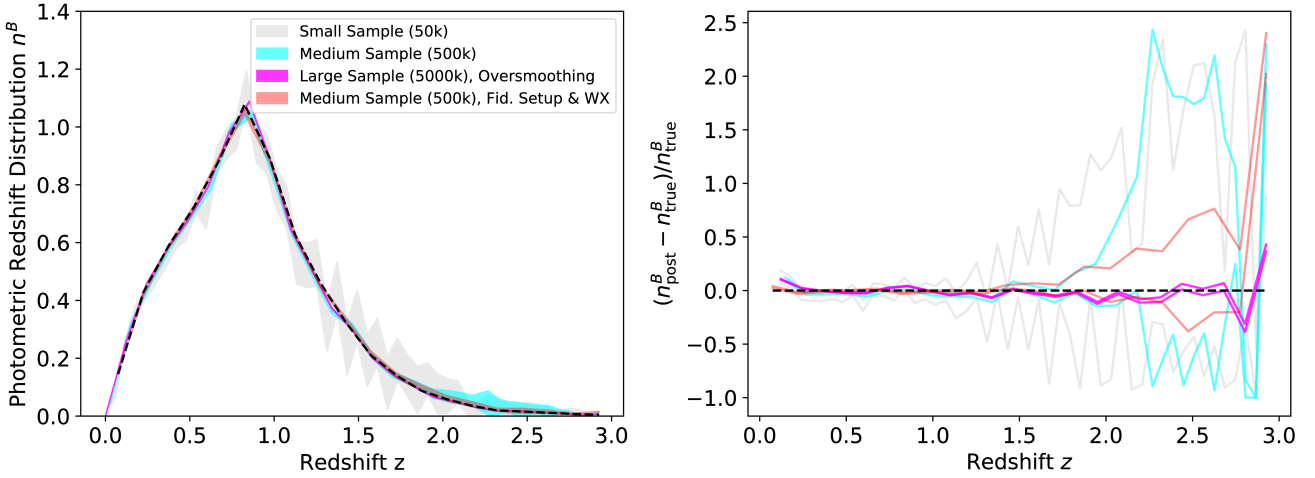 Photometric Redshift Distribution n^B
1.4
1.2
1.0
0.8
0.6
0.4
0.2
0.0
0.0 0.5 1.0 1.5 2.0 2.5 3.0
Redshift z
Small Sample (50k)
Medium Sample (500k)
Large Sample (5000k), Oversmoothing
Medium Sample (500k), Fid. Setup & WX
(n^B_post − n^B_true)/n^B_true
2.5
2.0
1.5
1.0
0.5
0.0
−0.5
−1.0
0.0 0.5 1.0 1.5 2.0 2.5 3.0
Redshift z